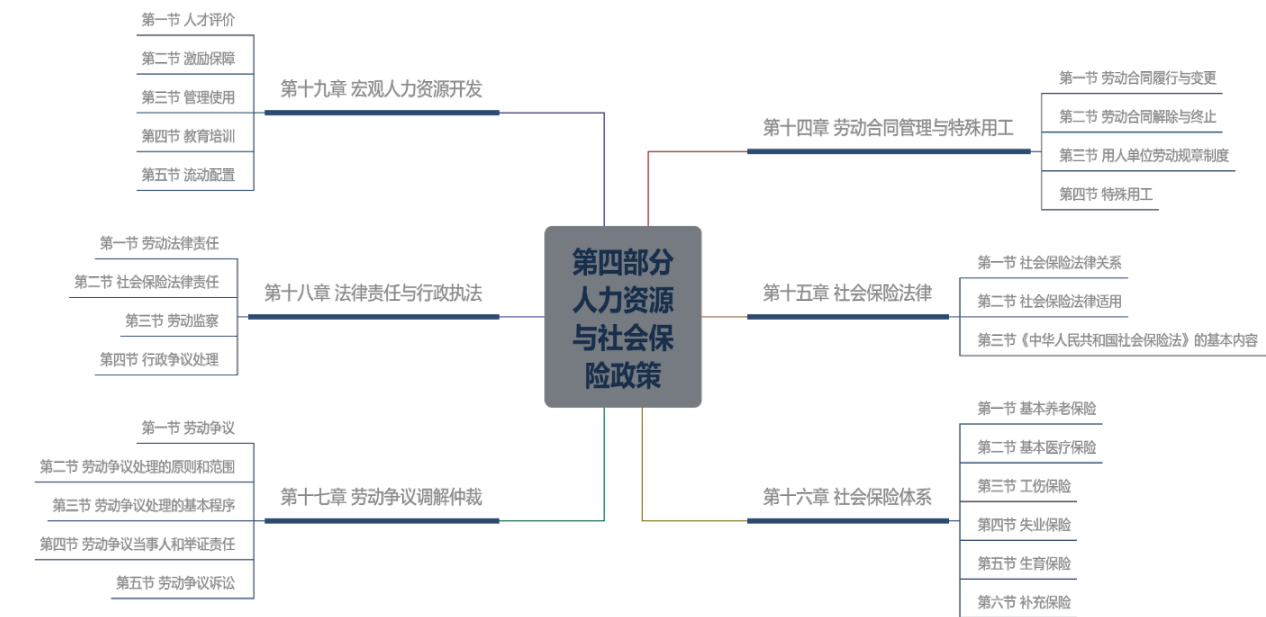 第四部分
人力资源
与社会保
险政策
第十四章 劳动合同管理与特殊用工
第一节 劳动合同履行与变更
第二节 劳动合同解除与终止
第三节 用人单位劳动规章制度
第四节 特殊用工
第十五章 社会保险法律
第一节 社会保险法律关系
第二节 社会保险法律适用
第三节《中华人民共和国社会保险法》的基本内容
第十六章 社会保险体系
第一节 基本养老保险
第二节 基本医疗保险
第三节 工伤保险
第四节 失业保险
第五节 生育保险
第六节 补充保险
第十七章 劳动争议调解仲裁
第一节 劳动争议
第二节 劳动争议处理的原则和范围
第三节 劳动争议处理的基本程序
第四节 劳动争议当事人和举证责任
第五节 劳动争议诉讼
第十八章 法律责任与行政执法
第一节 劳动法律责任
第二节 社会保险法律责任
第三节 劳动监察
第四节 行政争议处理
第十九章 宏观人力资源开发
第一节 人才评价
第二节 激励保障
第三节 管理使用
第四节 教育培训
第五节 流动配置